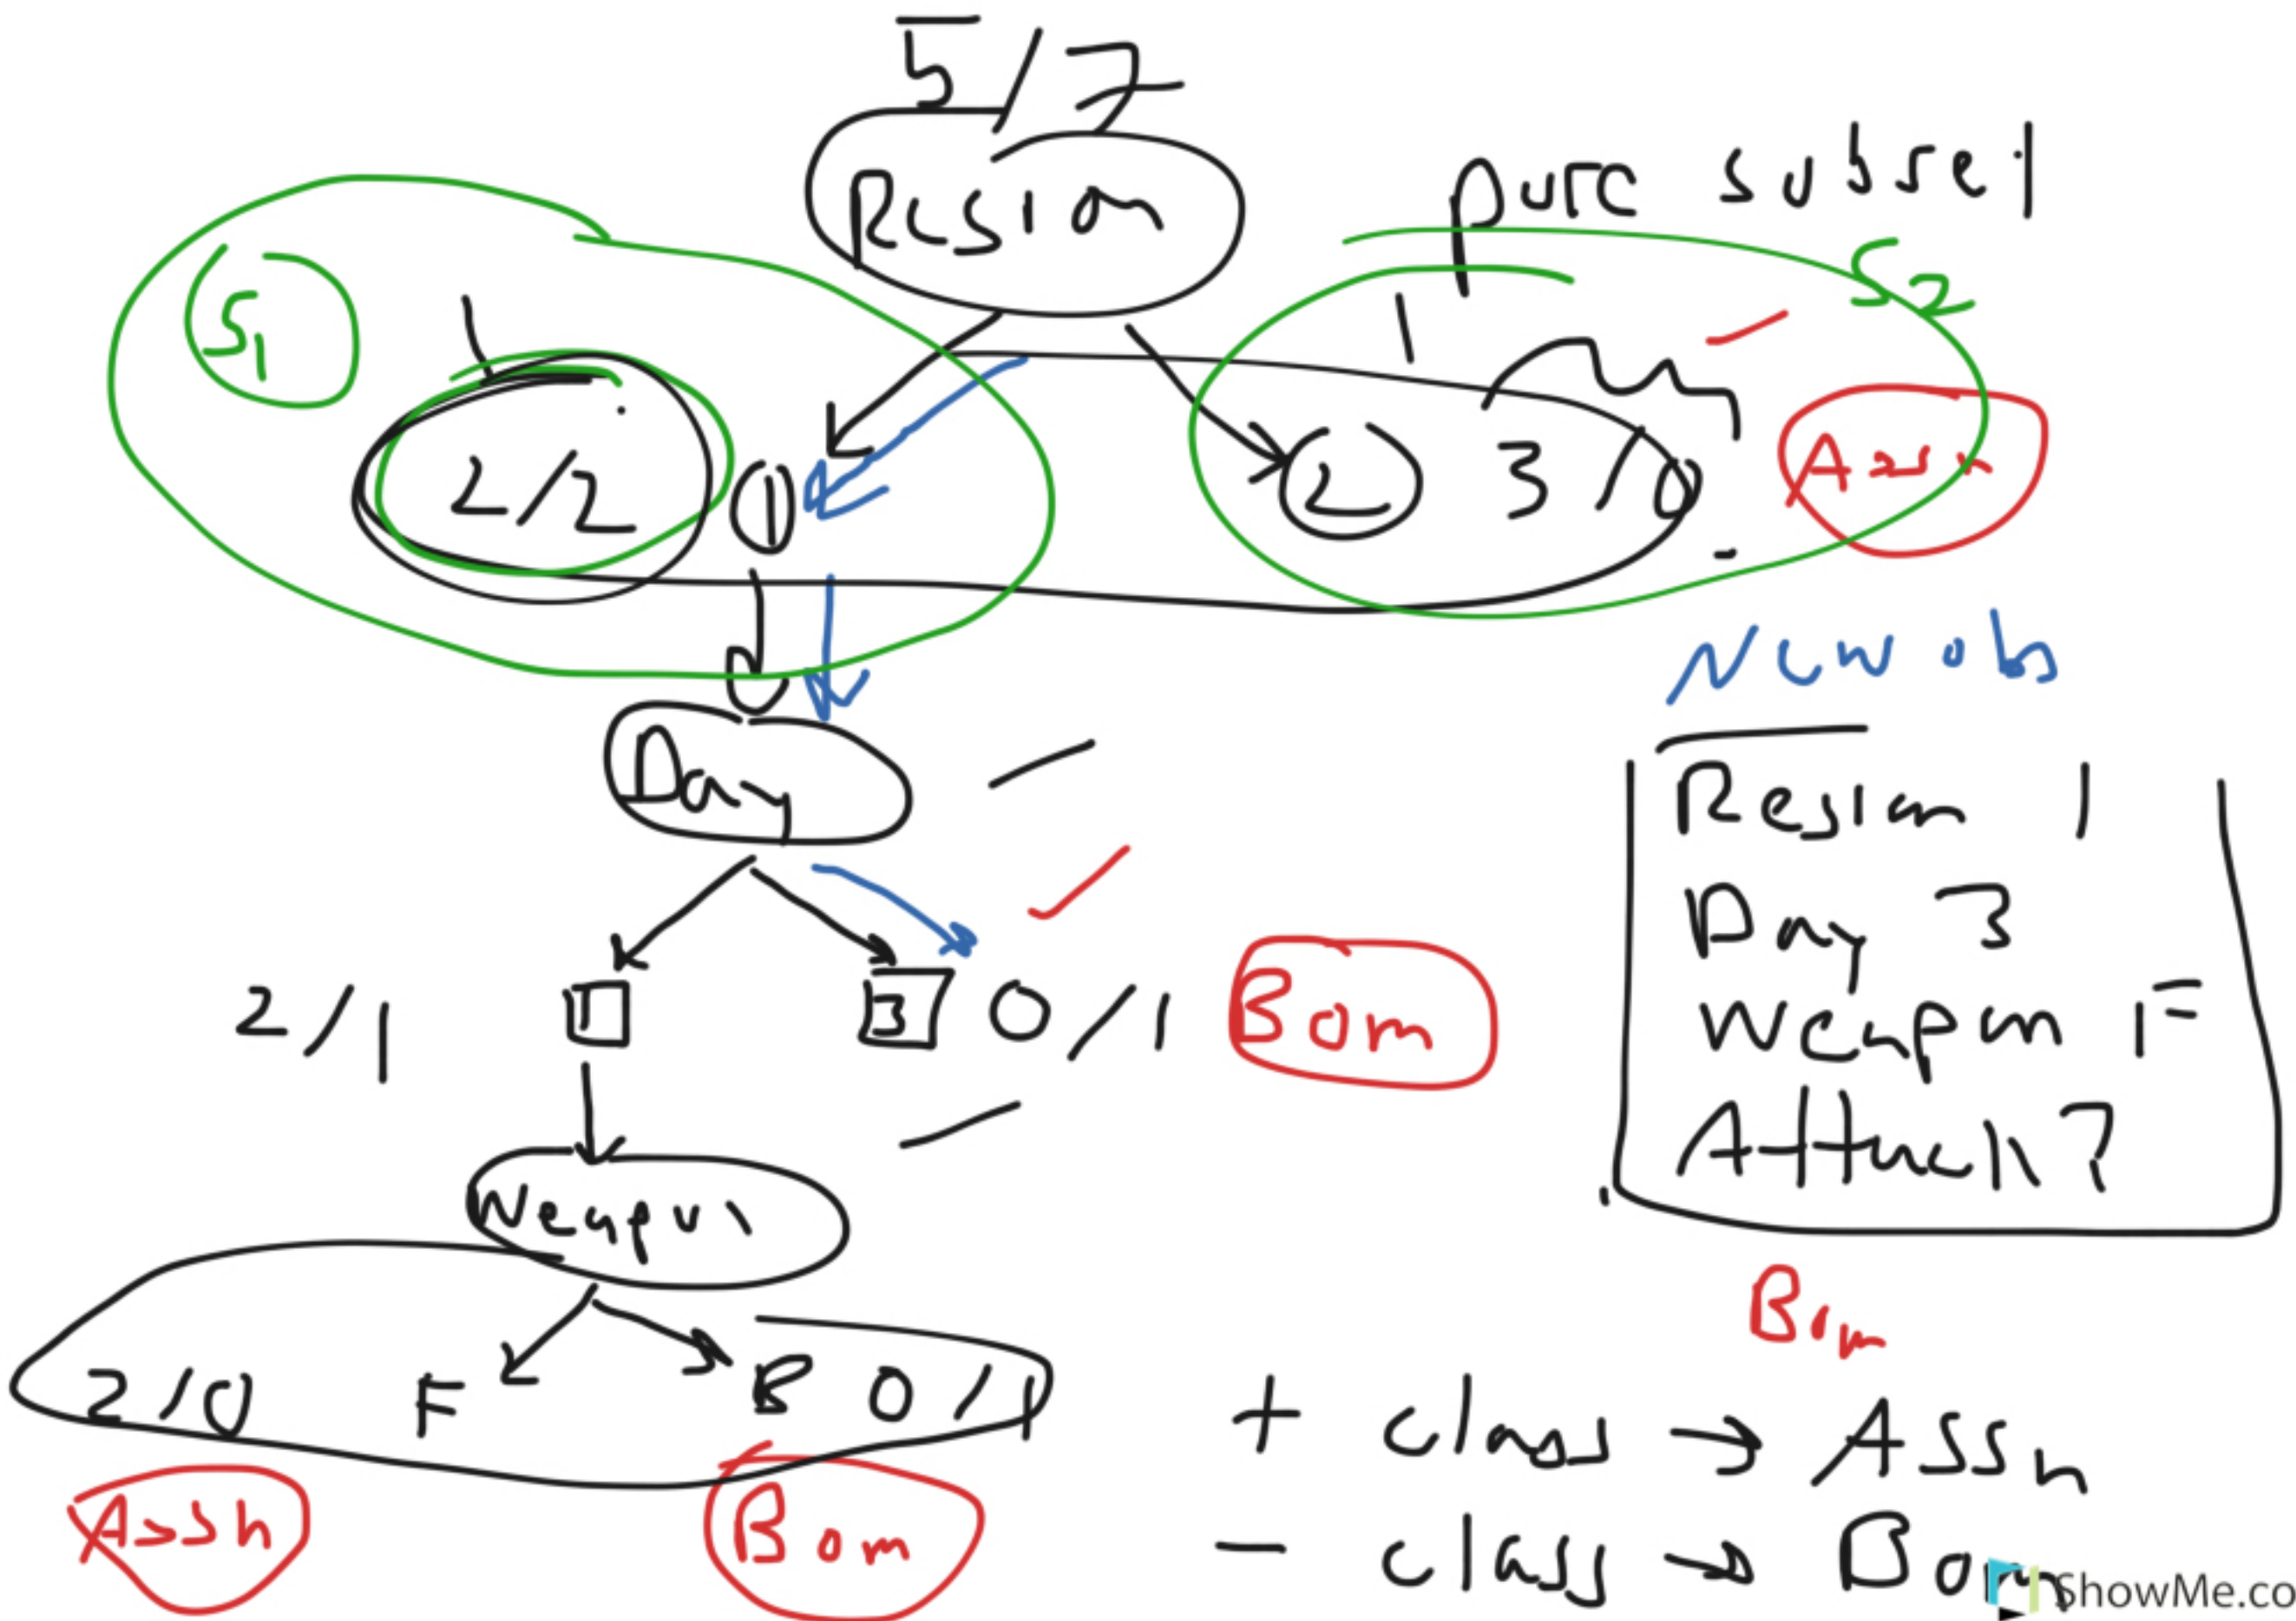 5/7
Region
pure subset
S1
S2
1
1
2/2
1
2
3/0
Assn
New ob
Day
Region 1
Day 3
Weapon 1
Attack?
2/1
1
3
0/1
Bom
Weapon
Bom
2/0
F
B
0/1
Assn
Bom
+ class → Assn
- class → Bom
ShowMe.co